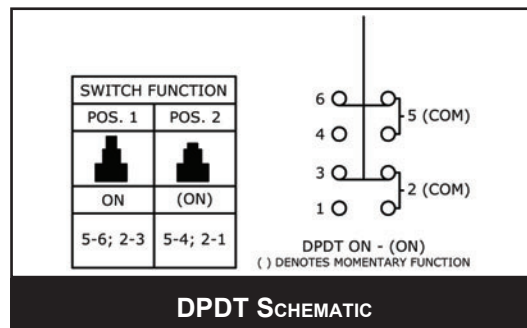 SWITCH FUNCTION
POS. 1 POS. 2
ON (ON)
5-6; 2-3 5-4; 2-1
6
5 (COM)
4
3
2 (COM)
1
DPDT ON - (ON)
( ) DENOTES MOMENTARY FUNCTION
DPDT SCHEMATIC